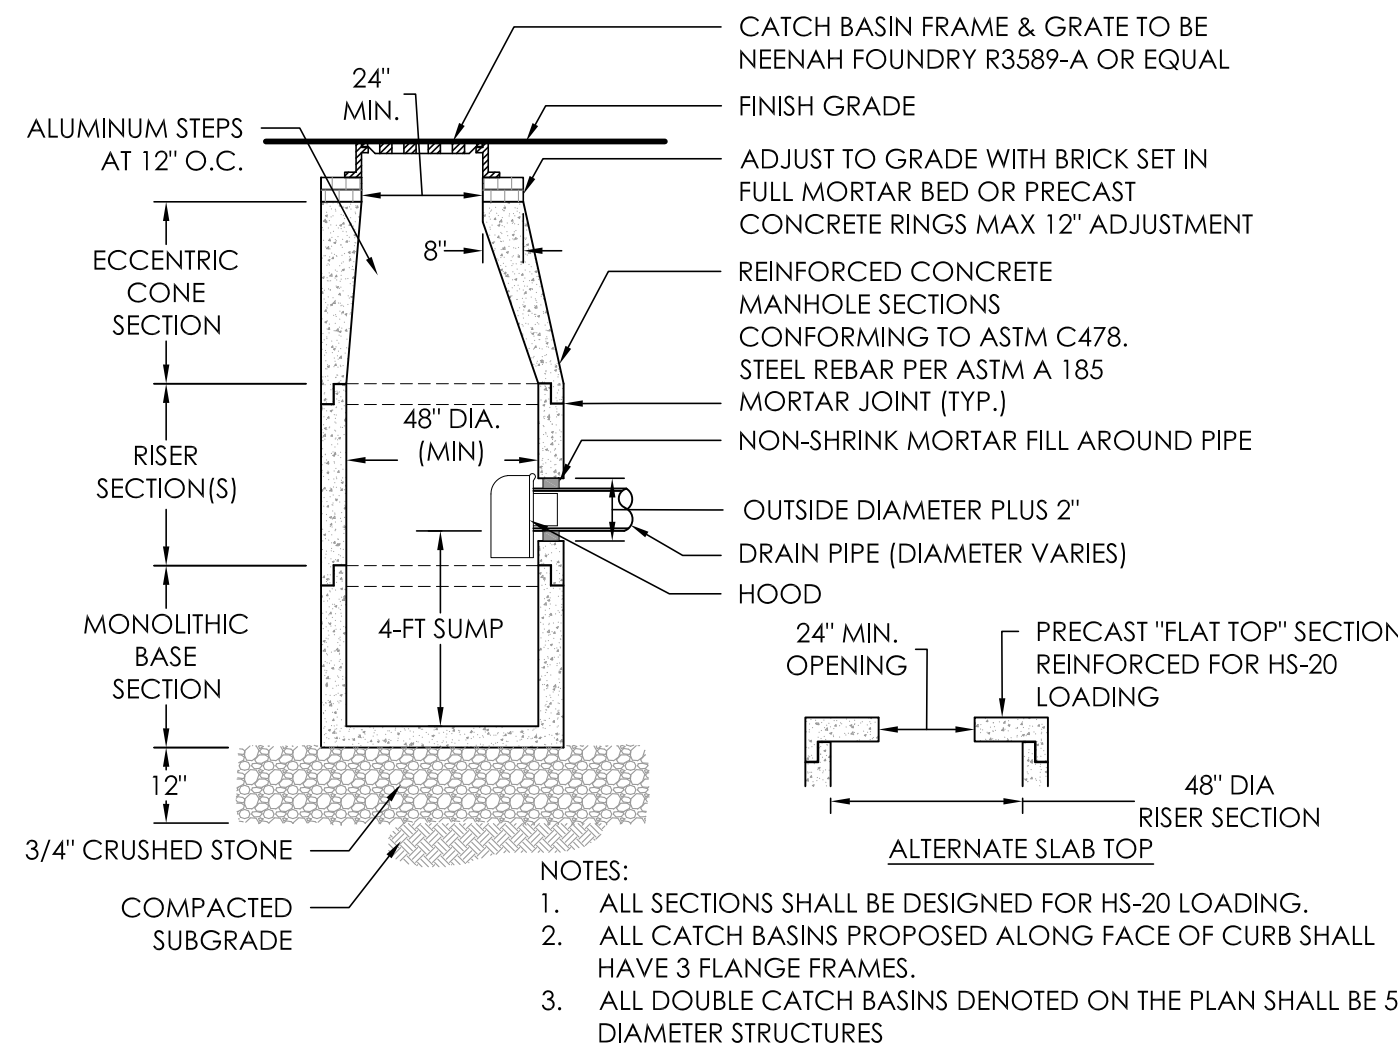 CATCH BASIN FRAME & GRATE TO BE
NEENAH FOUNDRY R3589-A OR EQUAL
24"
MIN.
FINISH GRADE
ALUMINUM STEPS
AT 12" O.C.
ADJUST TO GRADE WITH BRICK SET IN
FULL MORTAR BED OR PRECAST
CONCRETE RINGS MAX 12" ADJUSTMENT
8"
ECCENTRIC
CONE
SECTION
REINFORCED CONCRETE
MANHOLE SECTIONS
CONFORMING TO ASTM C478.
STEEL REBAR PER ASTM A 185
MORTAR JOINT (TYP.)
48" DIA.
(MIN)
NON-SHRINK MORTAR FILL AROUND PIPE
RISER
SECTION(S)
OUTSIDE DIAMETER PLUS 2"
DRAIN PIPE (DIAMETER VARIES)
HOOD
MONOLITHIC
BASE
SECTION
4-FT SUMP
24" MIN.
OPENING
PRECAST "FLAT TOP" SECTION
REINFORCED FOR HS-20
LOADING
12"
48" DIA
RISER SECTION
3/4" CRUSHED STONE
ALTERNATE SLAB TOP
COMPACTED
SUBGRADE
NOTES:
1. ALL SECTIONS SHALL BE DESIGNED FOR HS-20 LOADING.
2. ALL CATCH BASINS PROPOSED ALONG FACE OF CURB SHALL
HAVE 3 FLANGE FRAMES.
3. ALL DOUBLE CATCH BASINS DENOTED ON THE PLAN SHALL BE 5
DIAMETER STRUCTURES